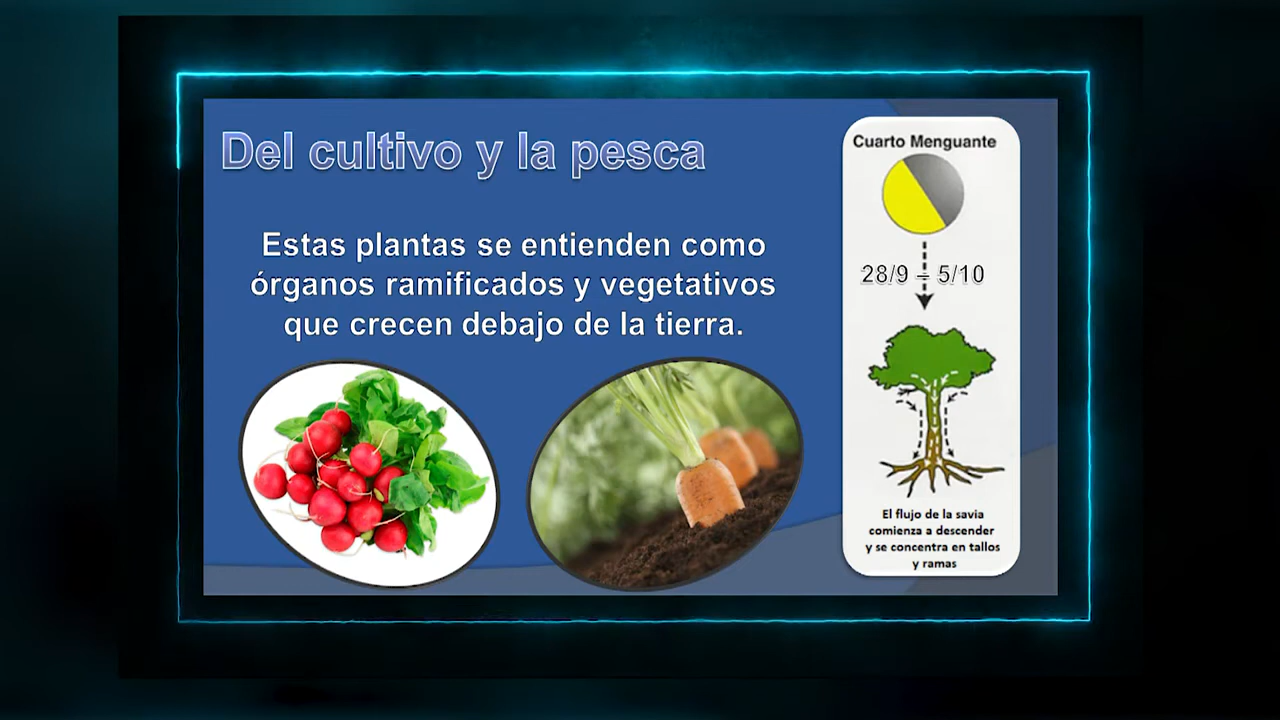 Del cultivo y la pesca
Estas plantas se entienden como
órganos ramificados y vegetativos
que crecen debajo de la tierra.
Cuarto Menguante
28/9 - 5/10
El flujo de la savia
comienza a descender
y se concentra en tallos
y ramas